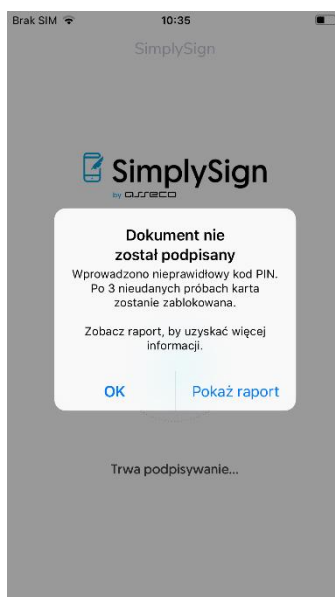 Brak SIM 10:35
SimplySign
SimplySign
by asseco
Dokument nie
został podpisany
Wprowadzono nieprawidłowy kod PIN.
Po 3 nieudanych próbach karta
zostanie zablokowana.
Zobacz raport, by uzyskać więcej
informacji.
OK Pokaż raport
Trwa podpisywanie...